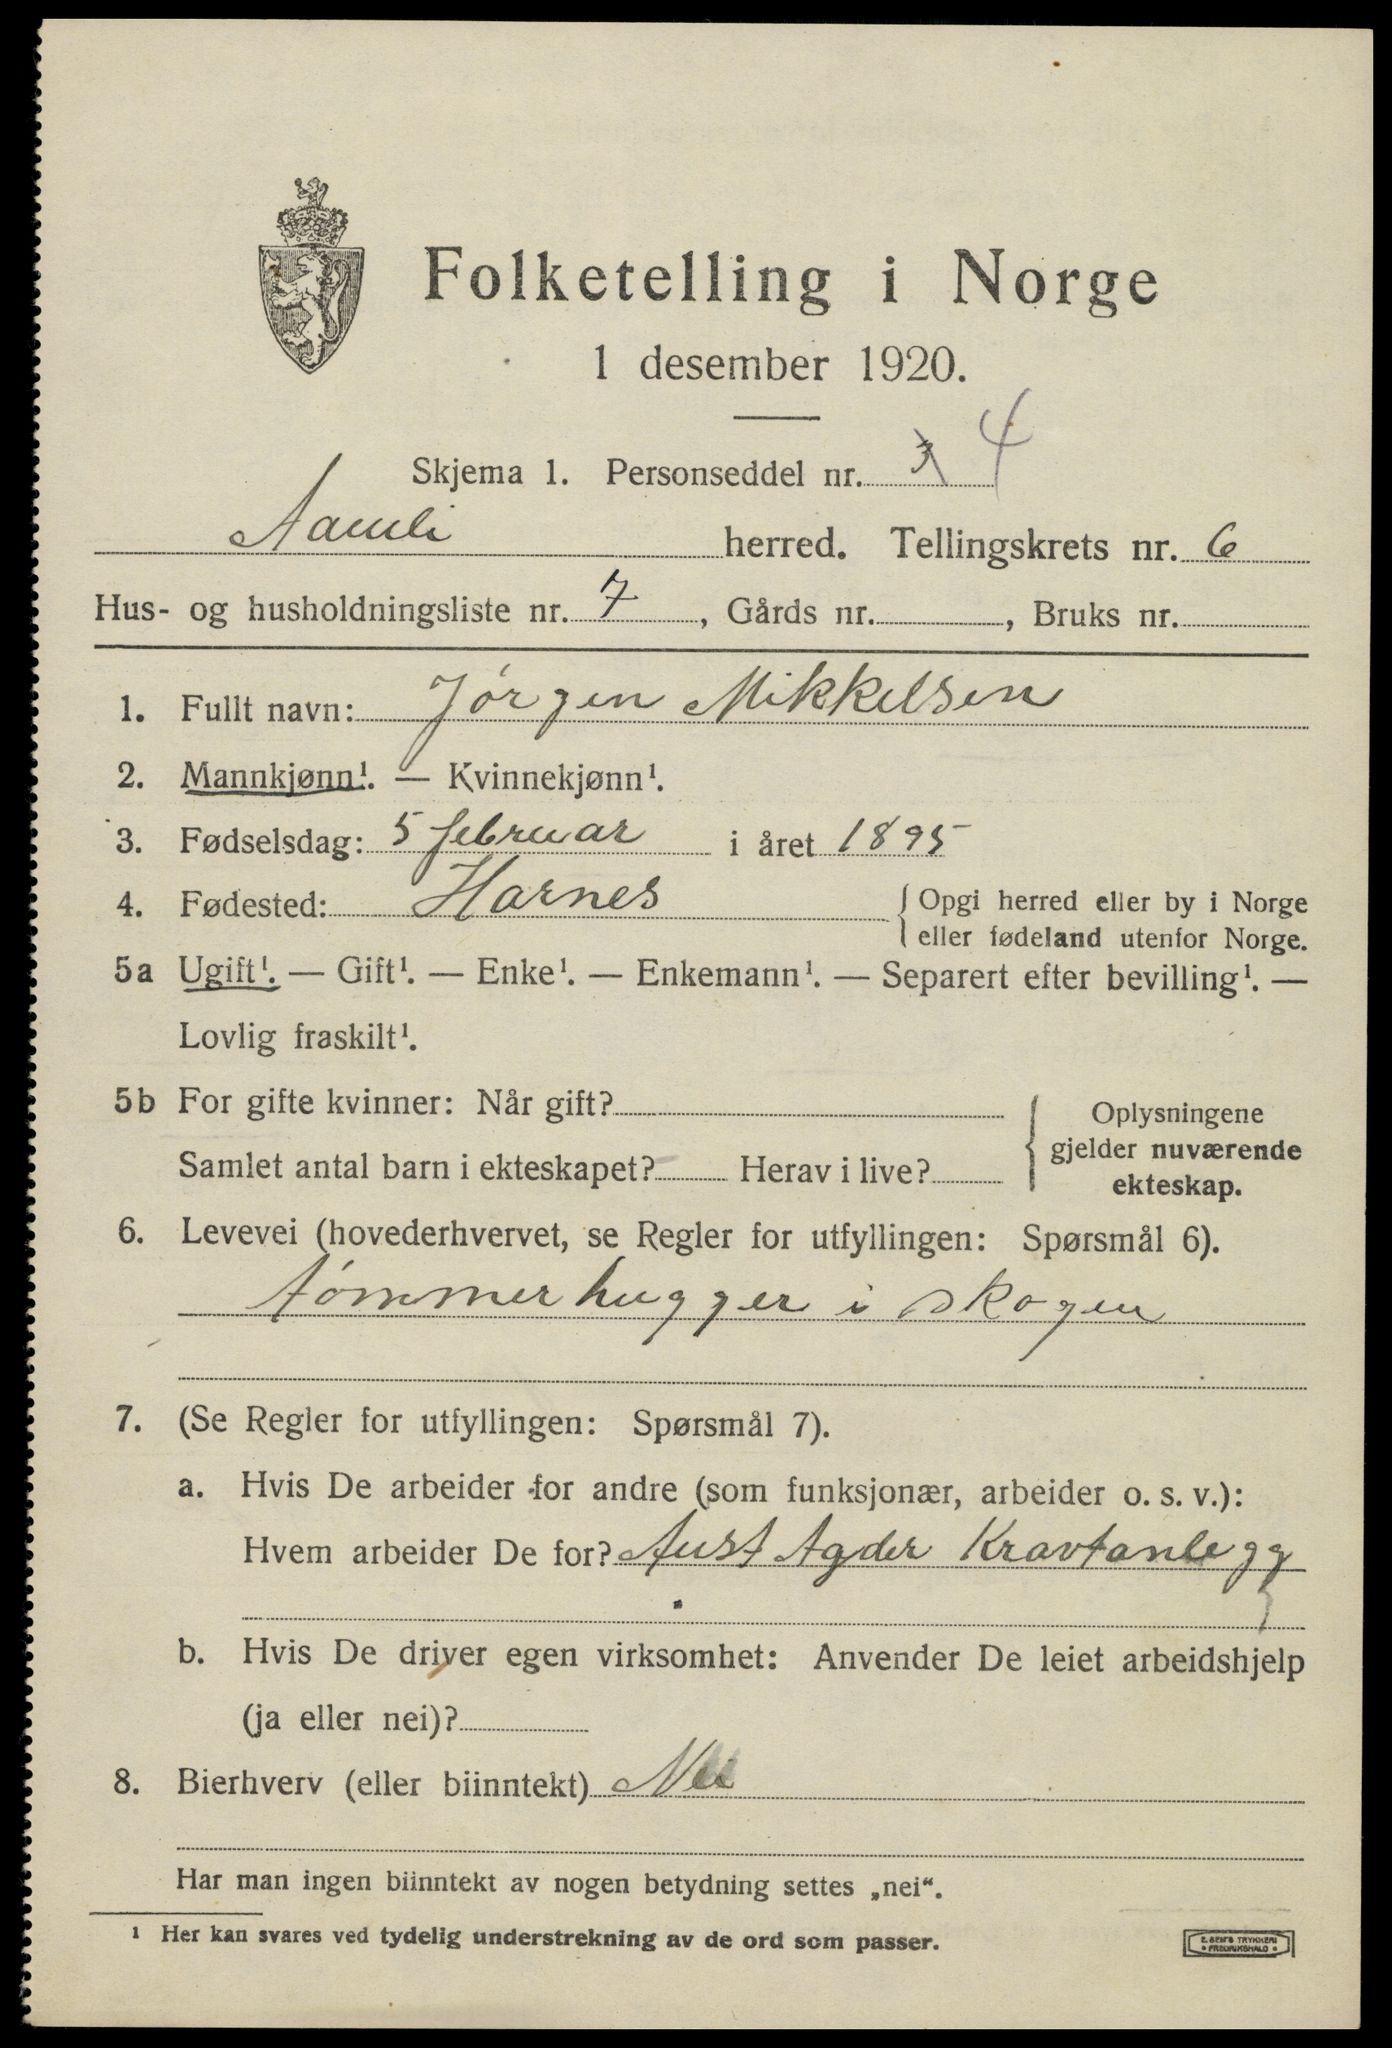 Folketelling i Norge
1 desember 1920.
Skjema 1. Personseddel nr. 3 4
Aamli herred. Tellingskrets nr. 6
Hus- og husholdningsliste nr. 7, Gårds nr. , Bruks nr.
1. Fullt navn: Jørgen Mikkelsen
2. Mannkjønn¹. — Kvinnekjønn¹.
3. Fødselsdag: 5 februar i året 1895
4. Fødested: Harnes { Opgi herred eller by i Norge
eller fødeland utenfor Norge.
5a Ugift¹. — Gift¹. — Enke¹. — Enkemann¹. — Separert efter bevilling¹. —
Lovlig fraskilt¹.
5b For gifte kvinner: Når gift?
Samlet antal barn i ekteskapet? Herav i live?
{ Oplysningene
gjelder nuværende
ekteskap.
6. Levevei (hovederhvervet, se Regler for utfyllingen: Spørsmål 6).
tømmerhugger i skogen
7. (Se Regler for utfyllingen: Spørsmål 7).
a. Hvis De arbeider for andre (som funksjonær, arbeider o. s. v.):
Hvem arbeider De for? Aust Agder Kravtanlegg
b. Hvis De driver egen virksomhet: Anvender De leiet arbeidshjelp
(ja eller nei)?
8. Bierhverv (eller biinntekt) Nei
Har man ingen biinntekt av nogen betydning settes „nei“.
¹ Her kan svares ved tydelig understrekning av de ord som passer.
E. SEM'S TRYKKERI
• FREDRIKSHALD •